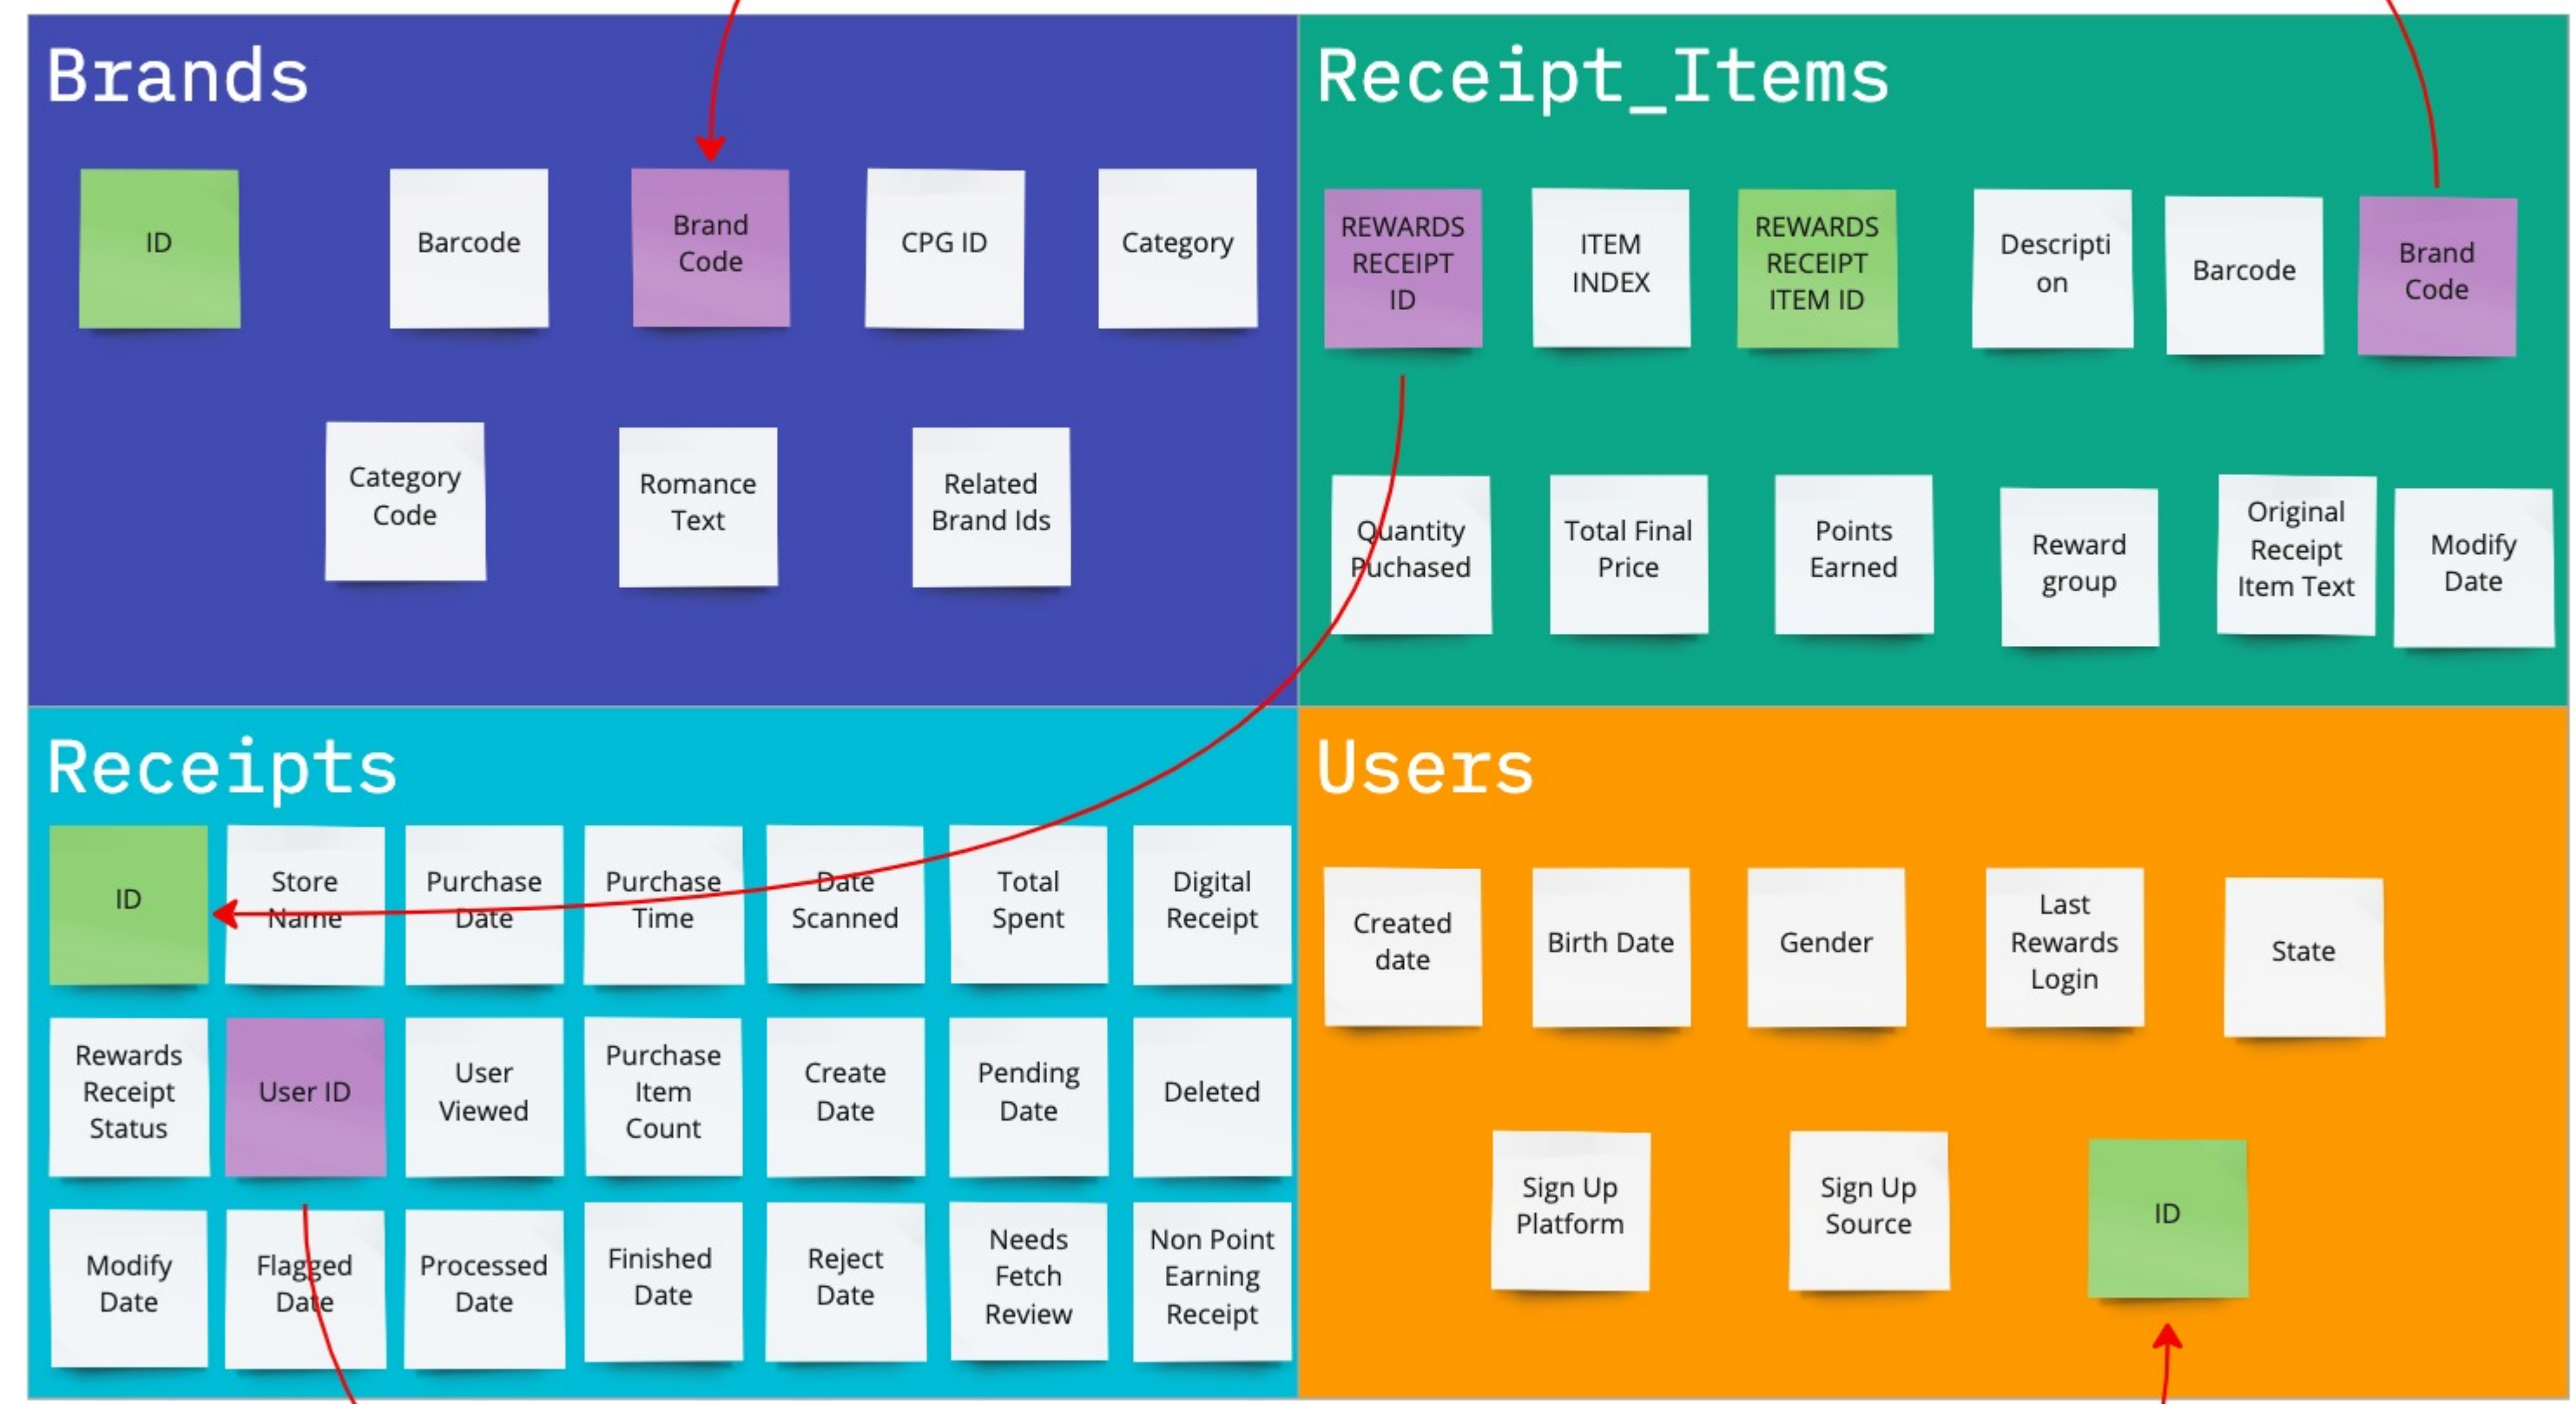 Brands
ID
Barcode
Brand
Code
CPG ID
Category
Category
Code
Romance
Text
Related
Brand Ids
Receipt_Items
REWARDS
RECEIPT
ID
ITEM
INDEX
REWARDS
RECEIPT
ITEM ID
Descripti
on
Barcode
Brand
Code
Quantity
Puchased
Total Final
Price
Points
Earned
Reward
group
Original
Receipt
Item Text
Modify
Date
Receipts
ID
Store
Name
Purchase
Date
Purchase
Time
Date
Scanned
Total
Spent
Digital
Receipt
Rewards
Receipt
Status
User ID
User
Viewed
Purchase
Item
Count
Create
Date
Pending
Date
Deleted
Modify
Date
Flagged
Date
Processed
Date
Finished
Date
Reject
Date
Needs
Fetch
Review
Non Point
Earning
Receipt
Users
Created
date
Birth Date
Gender
Last
Rewards
Login
State
Sign Up
Platform
Sign Up
Source
ID